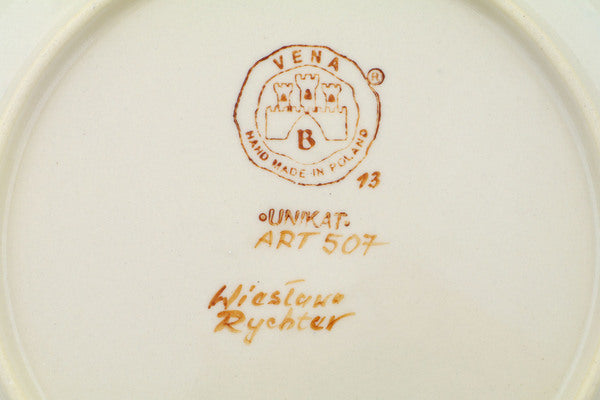 VENA
®
B
HAND MADE IN POLAND
13
UNIKAT
ART 507
Wiesława
Rychter